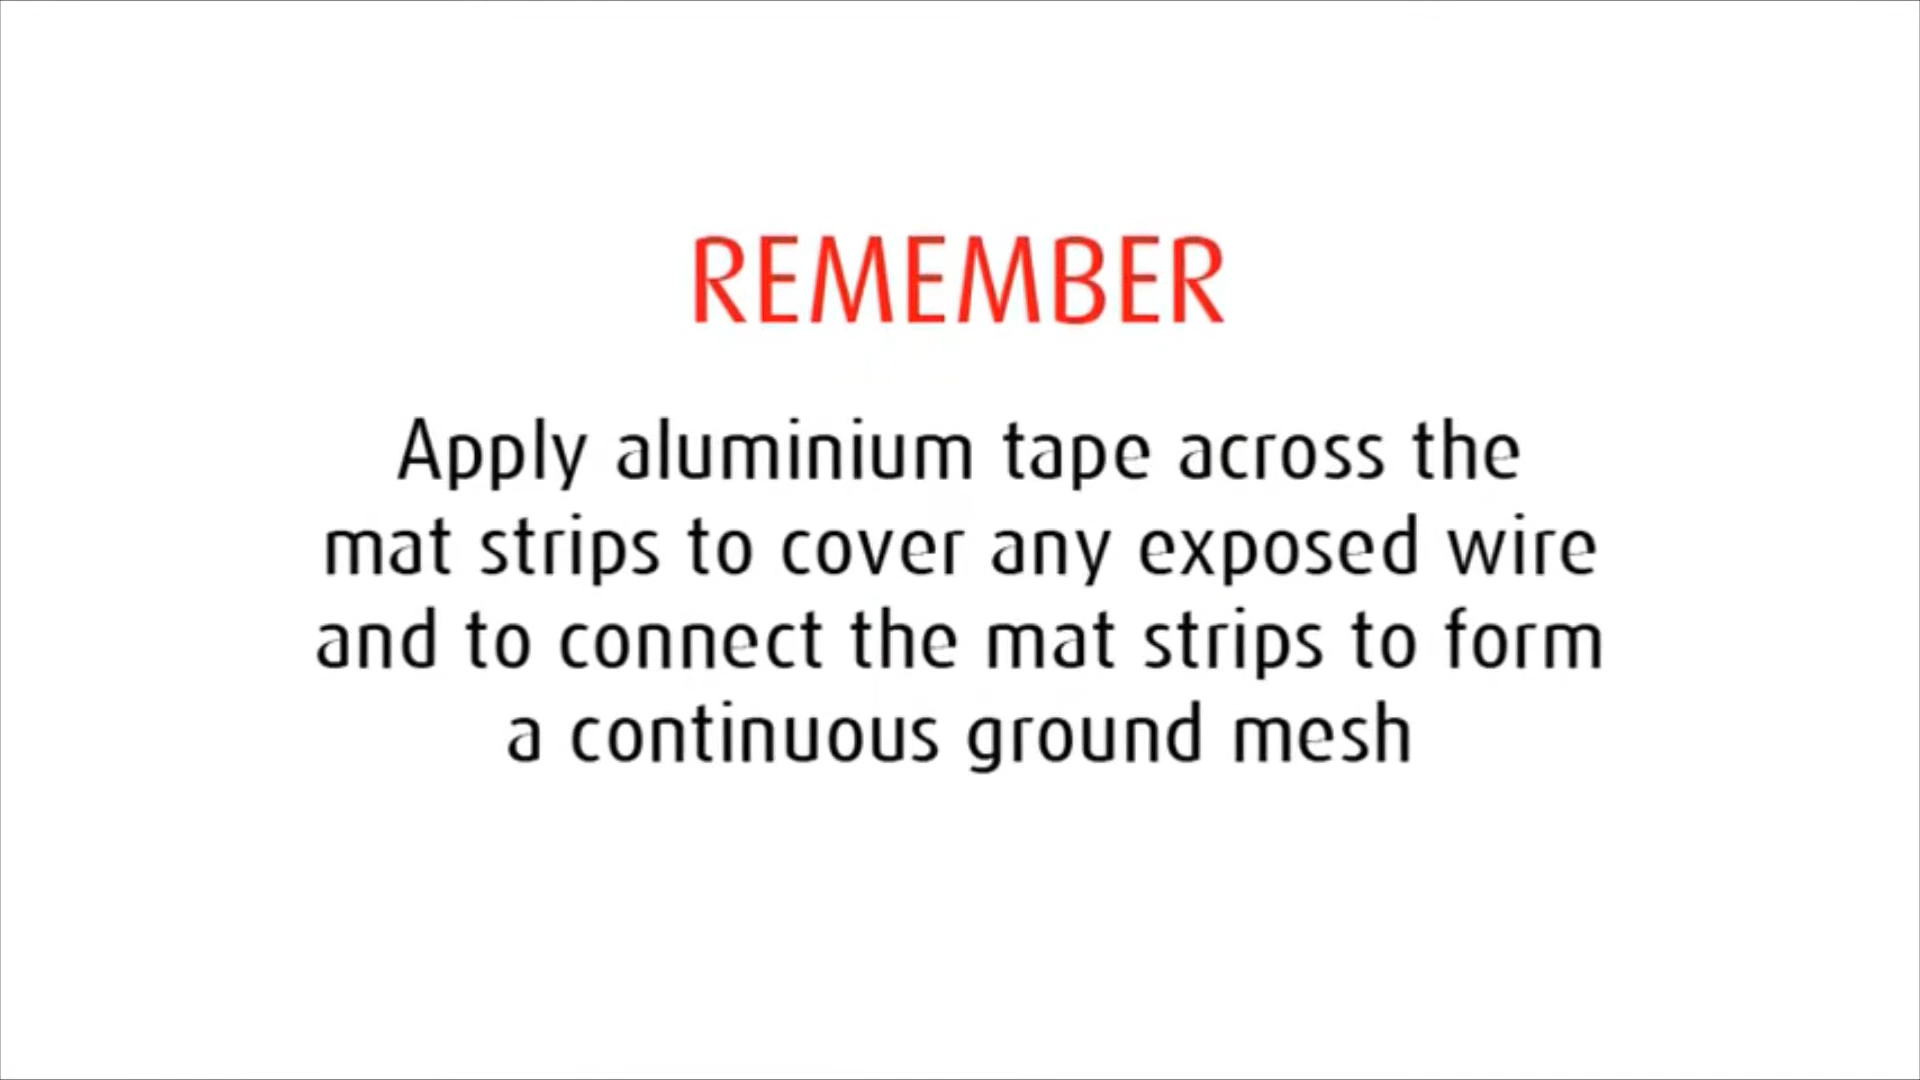 REMEMBER
Apply aluminium tape across the
mat strips to cover any exposed wire
and to connect the mat strips to form
a continuous ground mesh